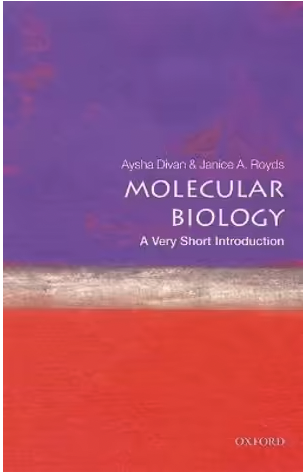 Aysha Divan & Janice A. Royds
MOLECULAR
BIOLOGY
A Very Short Introduction
OXFORD